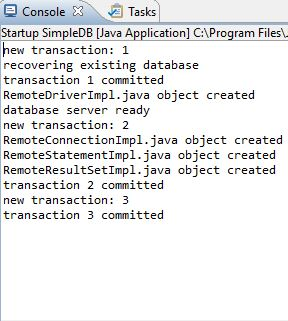 Console Tasks
Startup SimpleDB [Java Application] C:\Program Files\
new transaction: 1
recovering existing database
transaction 1 committed
RemoteDriverImpl.java object created
database server ready
new transaction: 2
RemoteConnectionImpl.java object created
RemoteStatementImpl.java object created
RemoteResultSetImpl.java object created
transaction 2 committed
new transaction: 3
transaction 3 committed